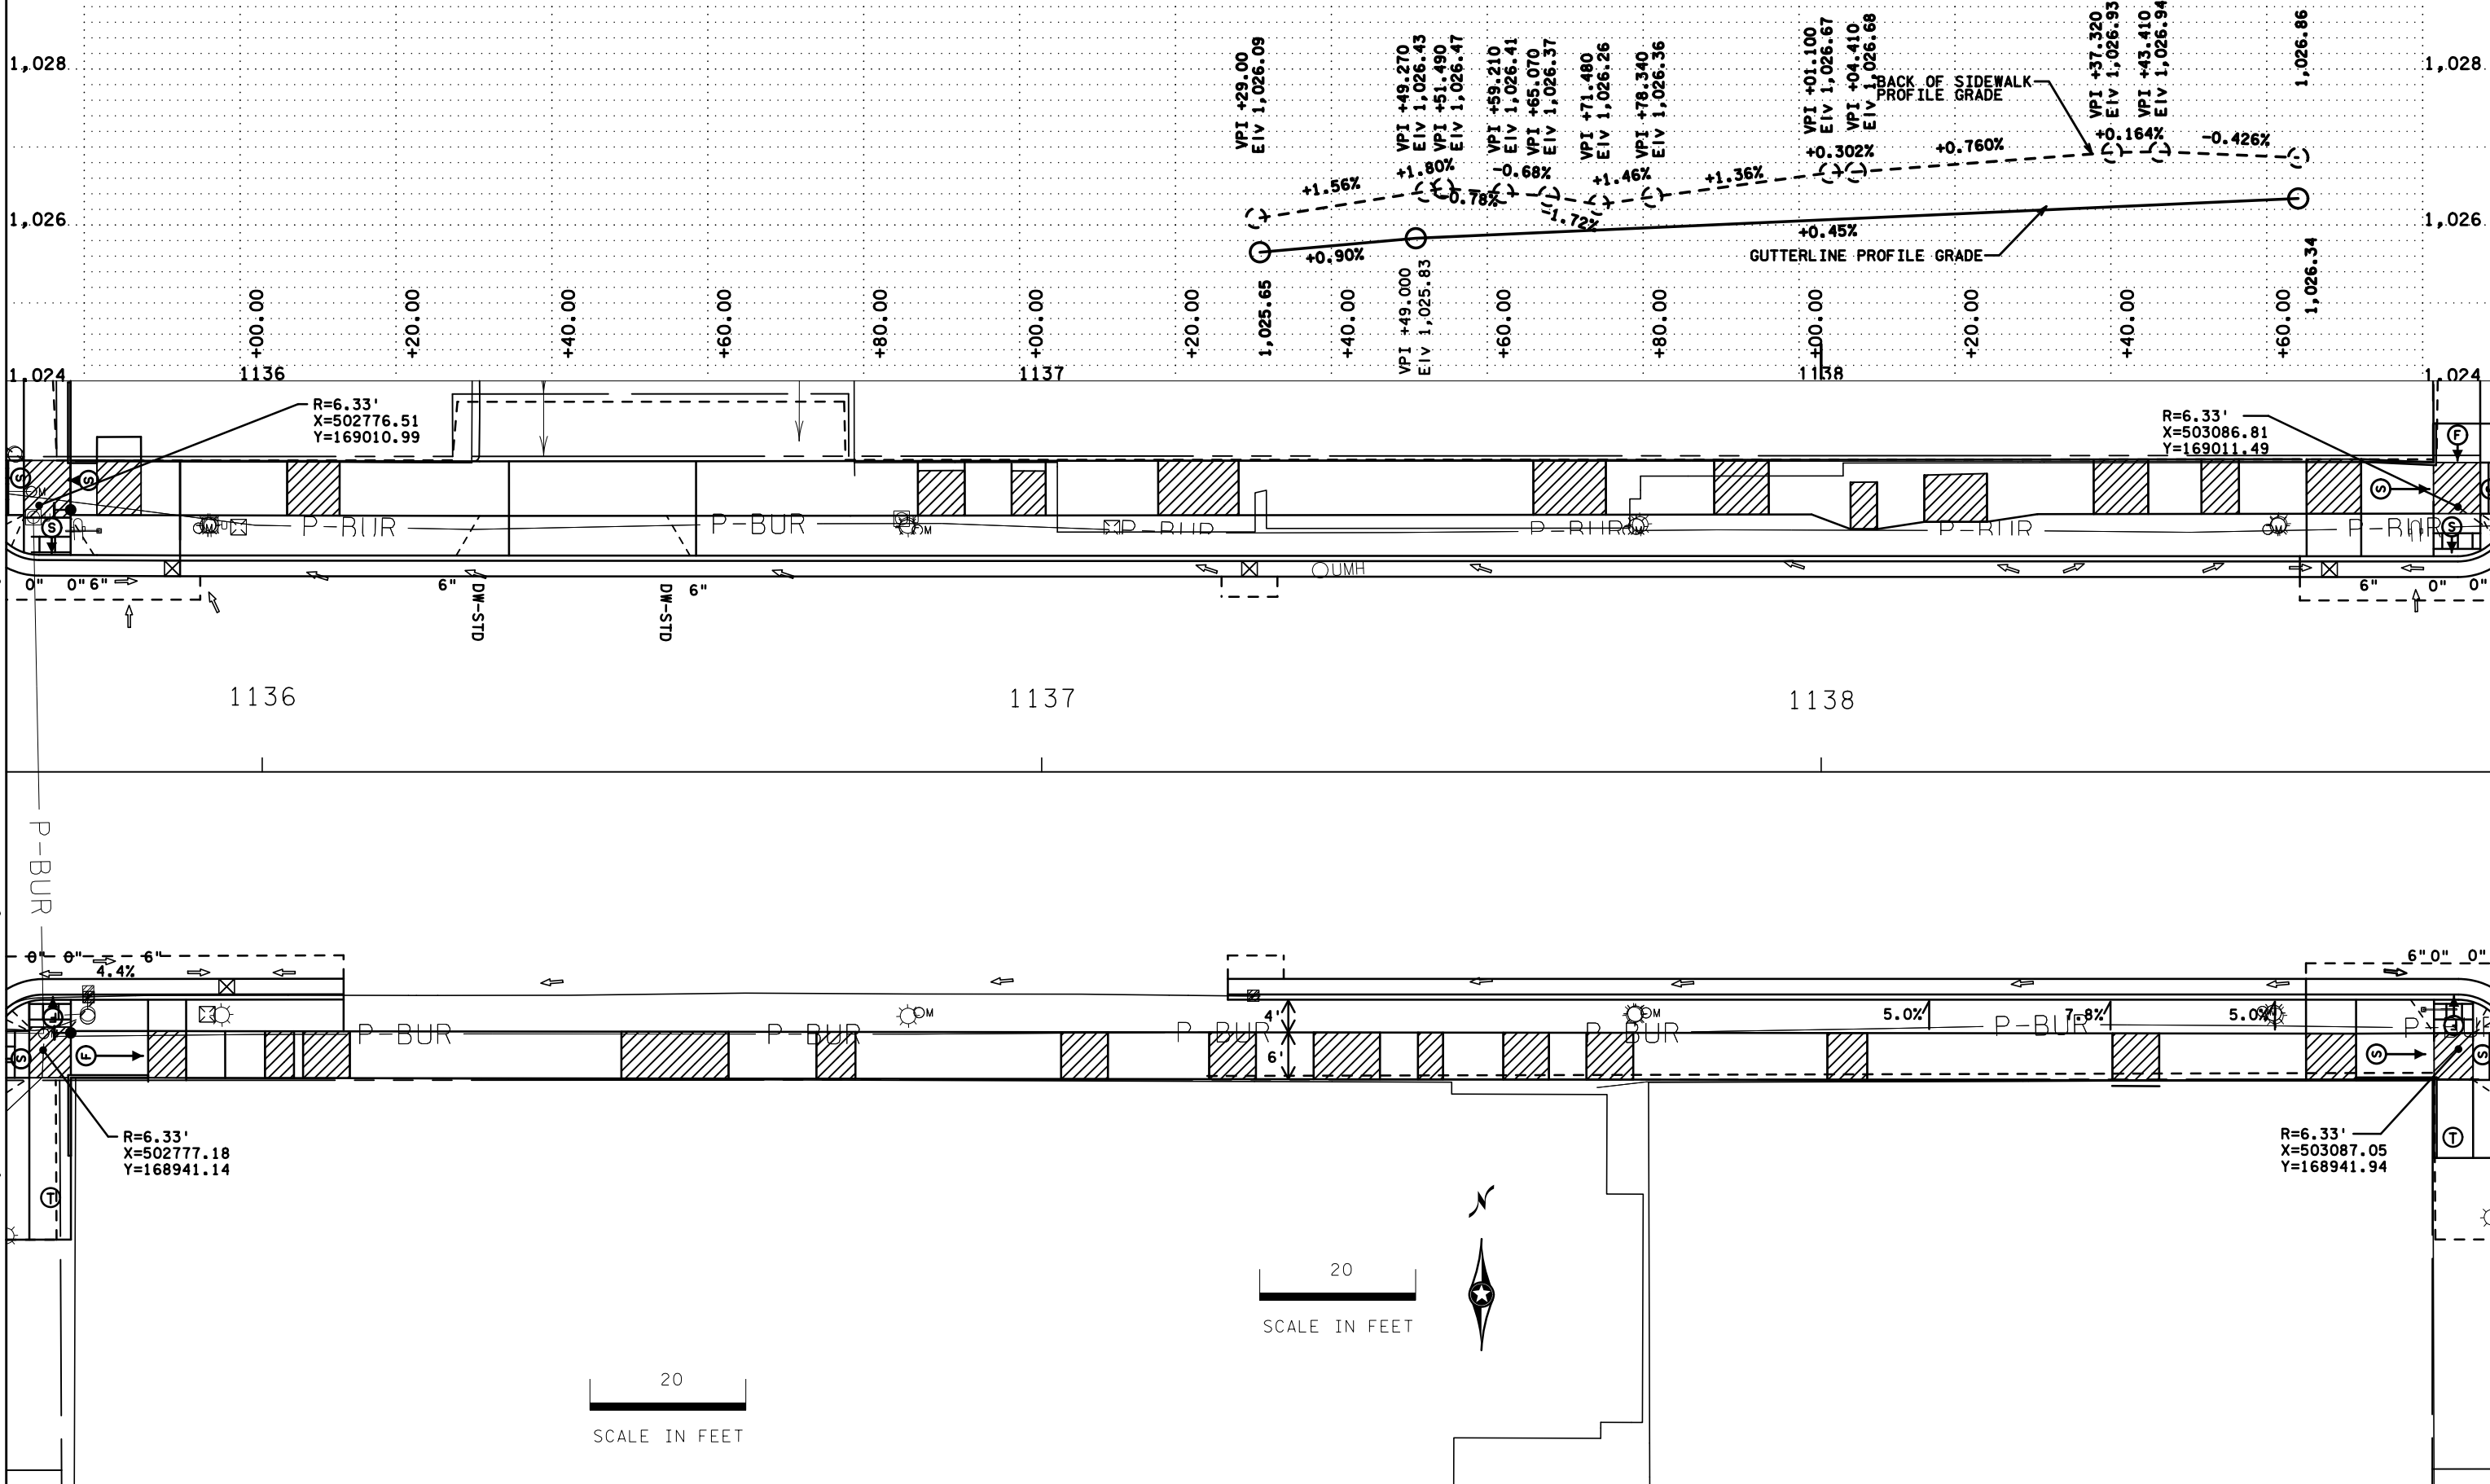 1,028
1,028
1,026
1,026
1,024
1,024
VPI +29.00
Elv 1,026.09
VPI +49.270
Elv 1,026.43
VPI +51.490
Elv 1,026.47
VPI +59.210
Elv 1,026.41
VPI +65.070
Elv 1,026.37
VPI +71.480
Elv 1,026.26
VPI +78.340
Elv 1,026.36
VPI +01.100
Elv 1,026.67
VPI +04.410
Elv 1,026.68
VPI +37.320
Elv 1,026.93
VPI +43.410
Elv 1,026.94
1,026.86
BACK OF SIDEWALK
PROFILE GRADE
+1.56%
+1.80%
-0.78%
-0.68%
-1.72%
+1.46%
+1.36%
+0.302%
+0.760%
+0.164%
-0.426%
+0.90%
+0.45%
GUTTERLINE PROFILE GRADE
1,025.65
VPI +49.000
Elv 1,025.83
1,026.34
+00.00
+20.00
+40.00
+60.00
+80.00
+00.00
+20.00
+40.00
+60.00
+80.00
+00.00
+20.00
+40.00
+60.00
1136
1137
1138
R=6.33'
X=502776.51
Y=169010.99
R=6.33'
X=503086.81
Y=169011.49
F
S
S
S
S
S
M
M
M
M
M
P-BUR
P-BUR
P-BUR
P-BUR
P-BUR
P-BUR
UMH
0"
0"
6"
6"
DW-STD
DW-STD
6"
6"
0"
0"
1136
1137
1138
P-BUR
0"
0"
6"
4.4%
6"
0"
0"
P-BUR
P-BUR
P-BUR
P-BUR
P-BUR
P-BUR
M
M
4'
6'
5.0%
7.8%
5.0%
F
S
F
S
F
S
T
T
R=6.33'
X=502777.18
Y=168941.14
R=6.33'
X=503087.05
Y=168941.94
N
20
SCALE IN FEET
20
SCALE IN FEET